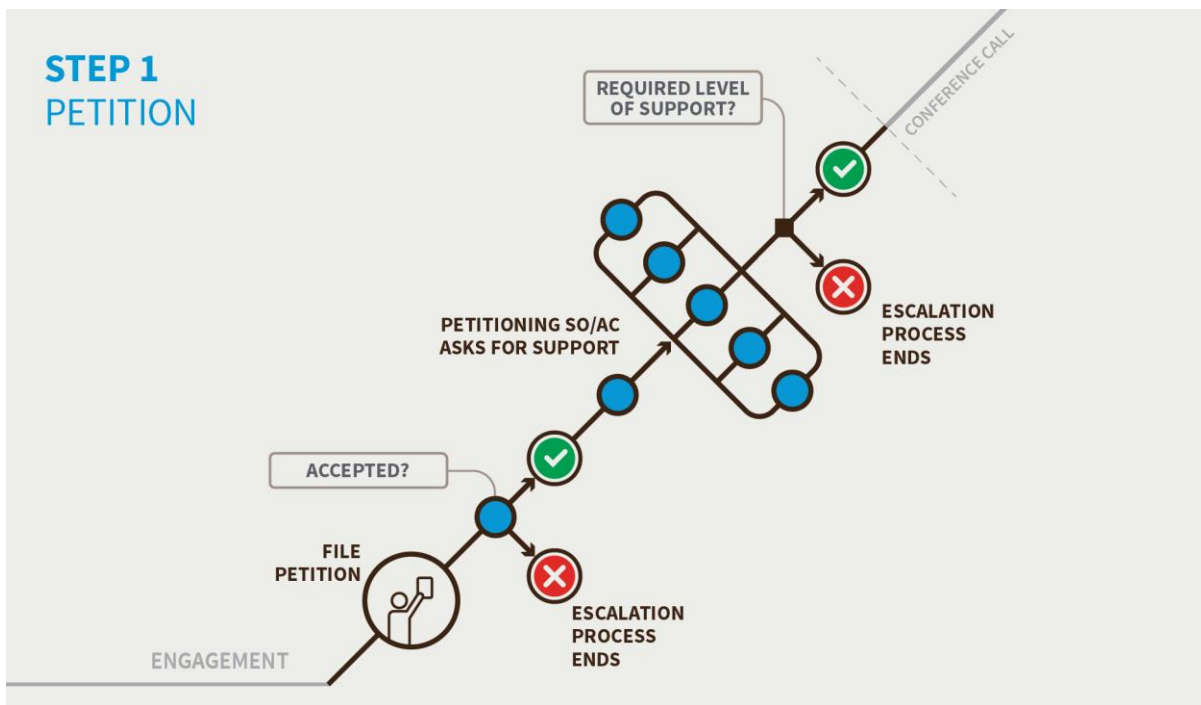 STEP 1
PETITION
REQUIRED LEVEL
OF SUPPORT?
CONFERENCE CALL
ESCALATION
PROCESS
ENDS
PETITIONING SO/AC
ASKS FOR SUPPORT
ACCEPTED?
FILE
PETITION
ESCALATION
PROCESS
ENDS
ENGAGEMENT